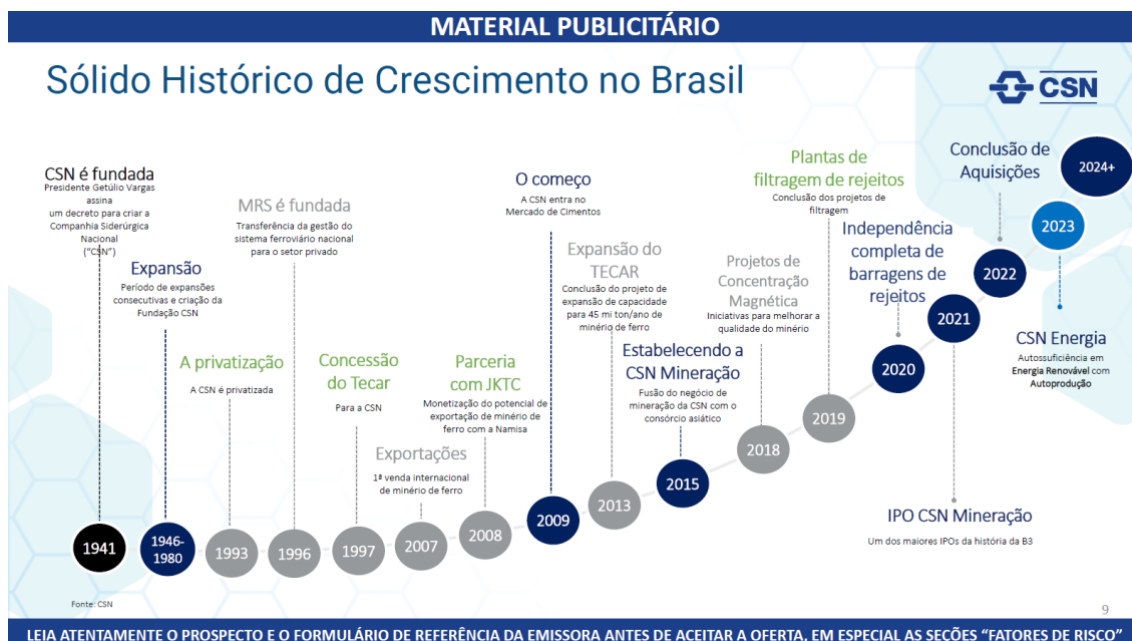 MATERIAL PUBLICITÁRIO
Sólido Histórico de Crescimento no Brasil
CSN
CSN é fundada
Presidente Getúlio Vargas
assina
um decreto para criar a
Companhia Siderúrgica
Nacional
("CSN")
1941
Expansão
Período de expansões
consecutivas e criação da
Fundação CSN
1946-
1980
A privatização
A CSN é privatizada
1993
MRS é fundada
Transferência da gestão do
sistema ferroviário nacional
para o setor privado
1996
Concessão
do Tecar
Para a CSN
1997
Exportações
1ª venda internacional
de minério de ferro
2007
Parceria
com JKTC
Monetização do potencial de
exportação de minério de
ferro com a Namisa
2008
O começo
A CSN entra no
Mercado de Cimentos
2009
Expansão do
TECAR
Conclusão do projeto de
expansão de capacidade
para 45 mi ton/ano de
minério de ferro
2013
Estabelecendo a
CSN Mineração
Fusão do negócio de
mineração da CSN com o
consórcio asiático
2015
Projetos de
Concentração
Magnética
Iniciativas para melhorar a
qualidade do minério
2018
Plantas de
filtragem de rejeitos
Conclusão dos projetos de
filtragem
2019
Independência
completa de
barragens de
rejeitos
2020
2021
IPO CSN Mineração
Um dos maiores IPOs da história da B3
Conclusão de
Aquisições
2022
2023
CSN Energia
Autossuficiência em
Energia Renovável com
Autoprodução
2024+
Fonte: CSN
9
LEIA ATENTAMENTE O PROSPECTO E O FORMULÁRIO DE REFERÊNCIA DA EMISSORA ANTES DE ACEITAR A OFERTA, EM ESPECIAL AS SEÇÕES "FATORES DE RISCO"